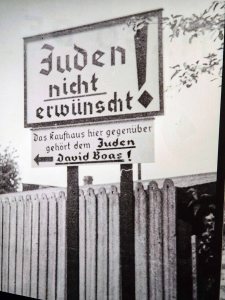 Juden
nicht
erwünscht!
Das Kaufhaus hier gegenüber
gehört dem Juden
David Boas!